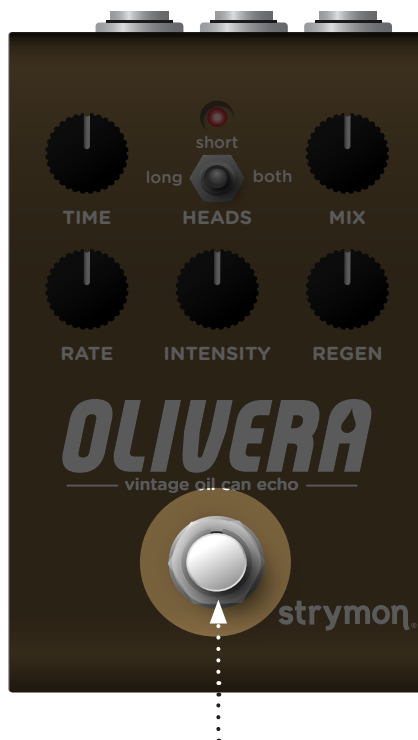 short
long both
TIME HEADS MIX
RATE INTENSITY REGEN
OLIVERA
vintage oil can echo
strymon®